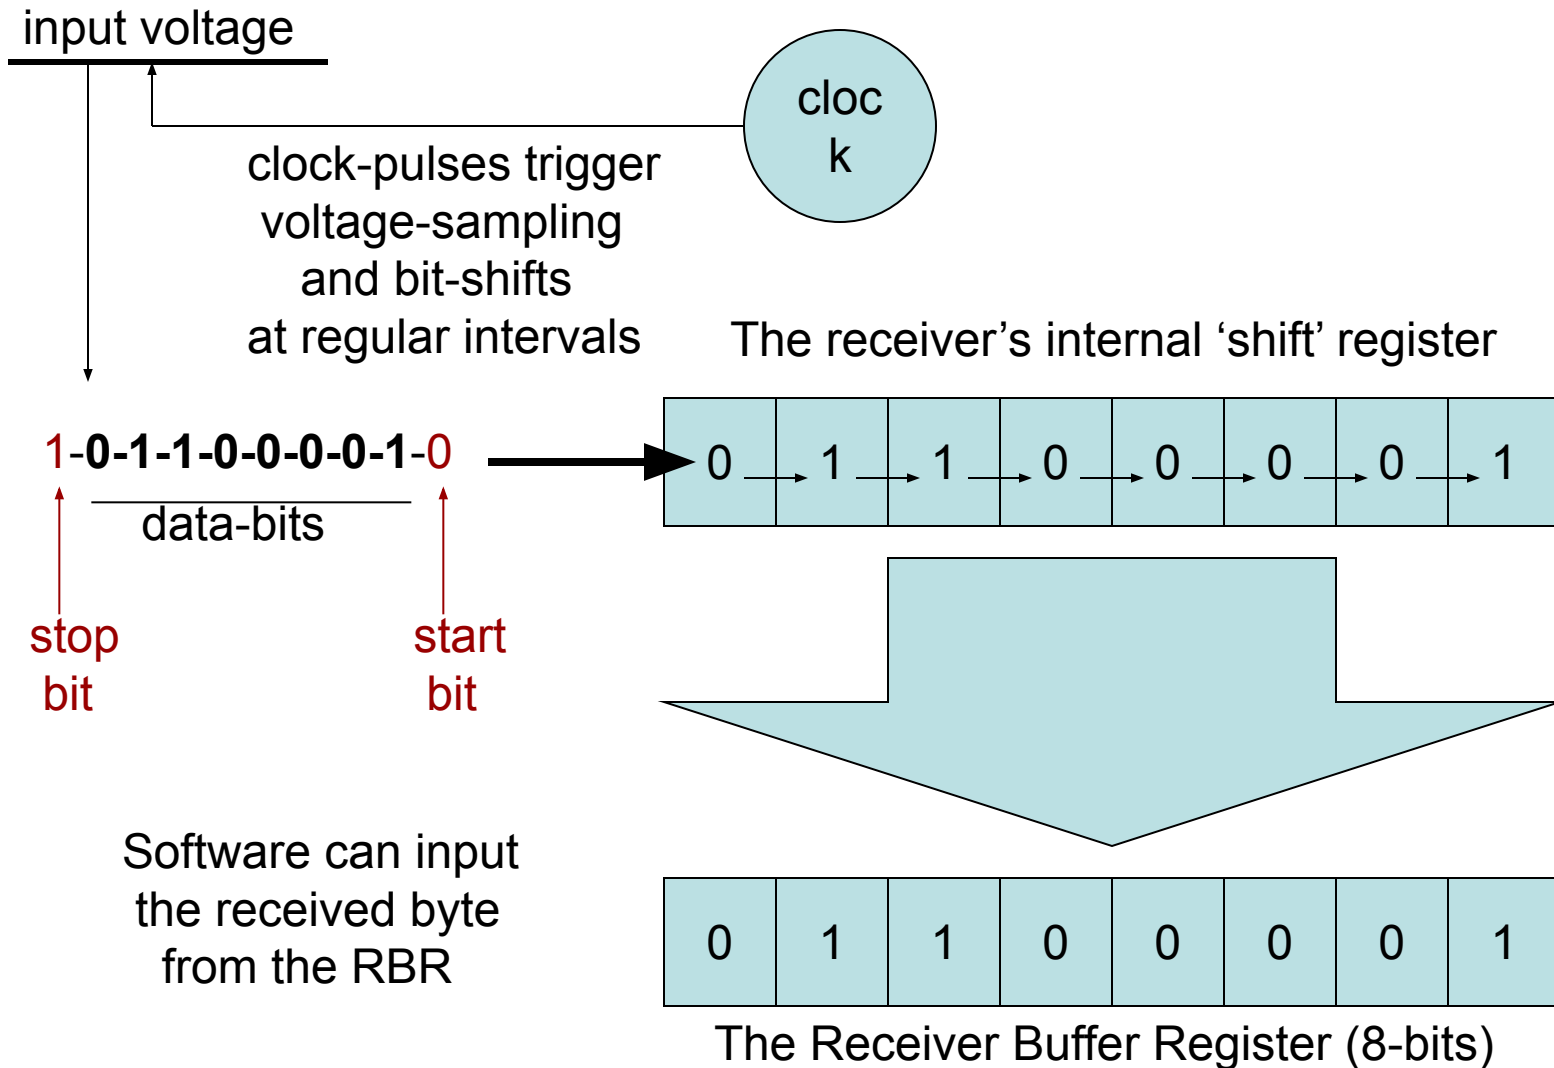 input voltage
cloc
k
clock-pulses trigger
voltage-sampling
and bit-shifts
at regular intervals
The receiver’s internal ‘shift’ register
1-0-1-1-0-0-0-0-1-0
0 1 1 0 0 0 0 1
data-bits
stop
bit
start
bit
Software can input
the received byte
from the RBR
0 1 1 0 0 0 0 1
The Receiver Buffer Register (8-bits)